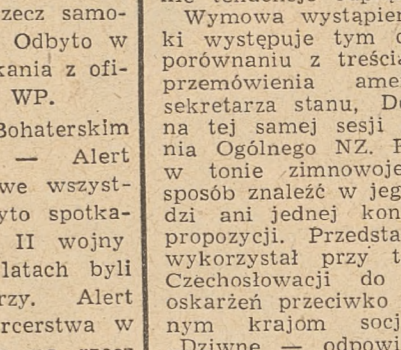 rzecz samo-
Odbyto w
kania z ofi-
WP.
Bohaterskim
— Alert
we wszyst-
yto spotka-
II wojny
latach byli
rzy. Alert
rcerstwa w
Wymowa wystąpien
ki występuje tym
porównaniu z treścią
przemówienia ame
sekretarza stanu, D
na tej samej sesji
nia Ogólnego NZ.
w tonie zimnowoje
sposób znaleźć w jeg
dzi ani jednej kon
propozycji. Przedsta
wykorzystał przy t
Czechosłowacji do
oskarżeń przeciwko
nym krajom socj
Dziwne — odpowi